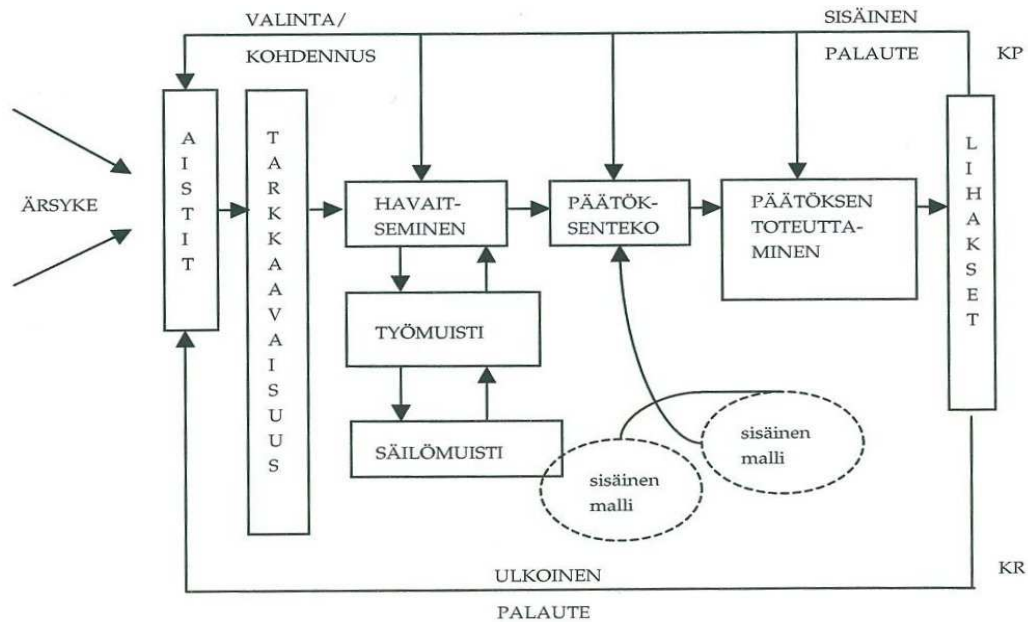 VALINTA/
KOHDENNUS
SISÄINEN
PALAUTE
KP
ÄRSYKE
AISTIT
TARKKAAVAISUUS
HAVAIT-
SEMINEN
PÄÄTÖK-
SENTEKO
PÄÄTÖKSEN
TOTEUTTA-
MINEN
LIHAKSET
TYÖMUISTI
SÄILÖMUISTI
sisäinen
malli
sisäinen
malli
ULKOINEN
PALAUTE
KR